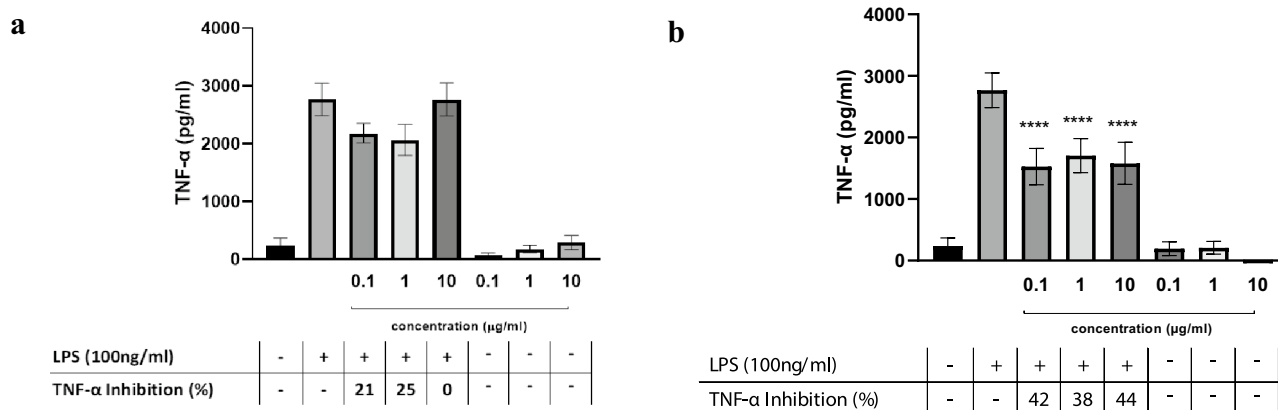 a
TNF-α (pg/ml)
4000
3000
2000
1000
0
0.1 1 10 0.1 1 10
concentration (μg/ml)
LPS (100ng/ml) - + + + + - - -
TNF-α Inhibition (%) - - 21 25 0 - - -
b
TNF-α (pg/ml)
4000
3000
2000
1000
0
**** **** ****
0.1 1 10 0.1 1 10
concentration (μg/ml)
LPS (100ng/ml) - + + + + - - -
TNF-α Inhibition (%) - - 42 38 44 - - -